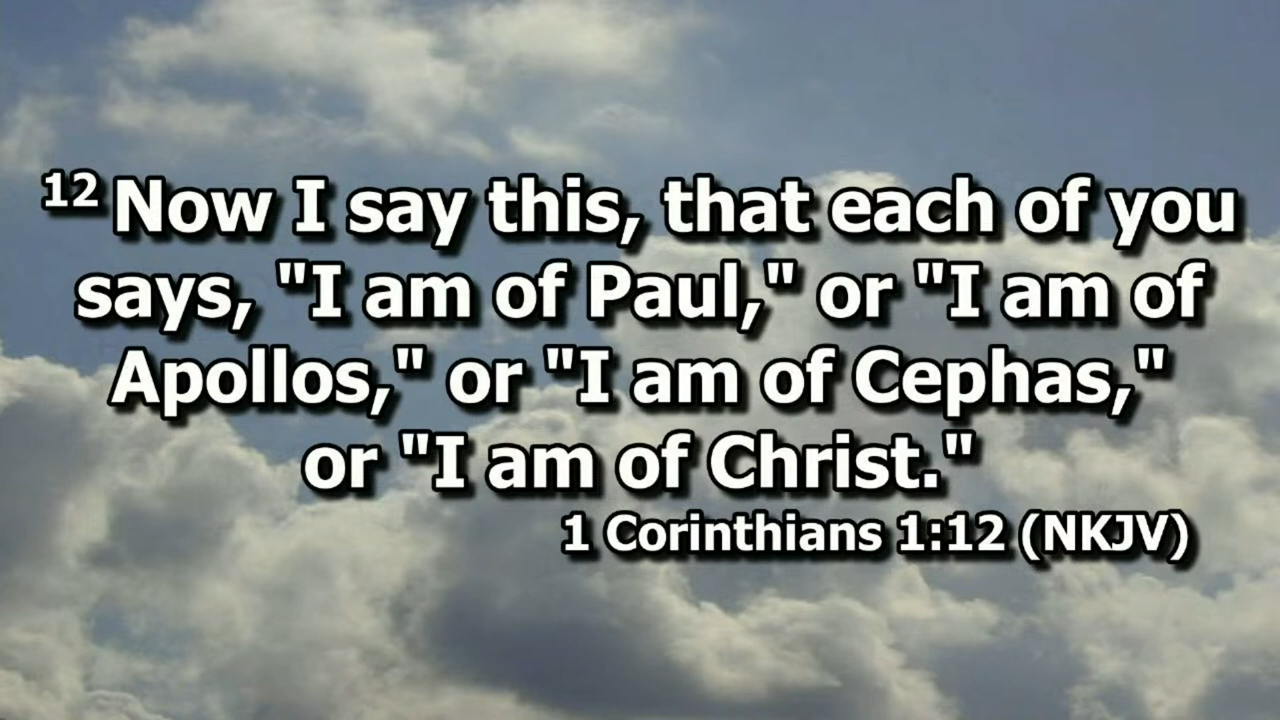 12 Now I say this, that each of you
says, "I am of Paul," or "I am of
Apollos," or "I am of Cephas,"
or "I am of Christ."
1 Corinthians 1:12 (NKJV)